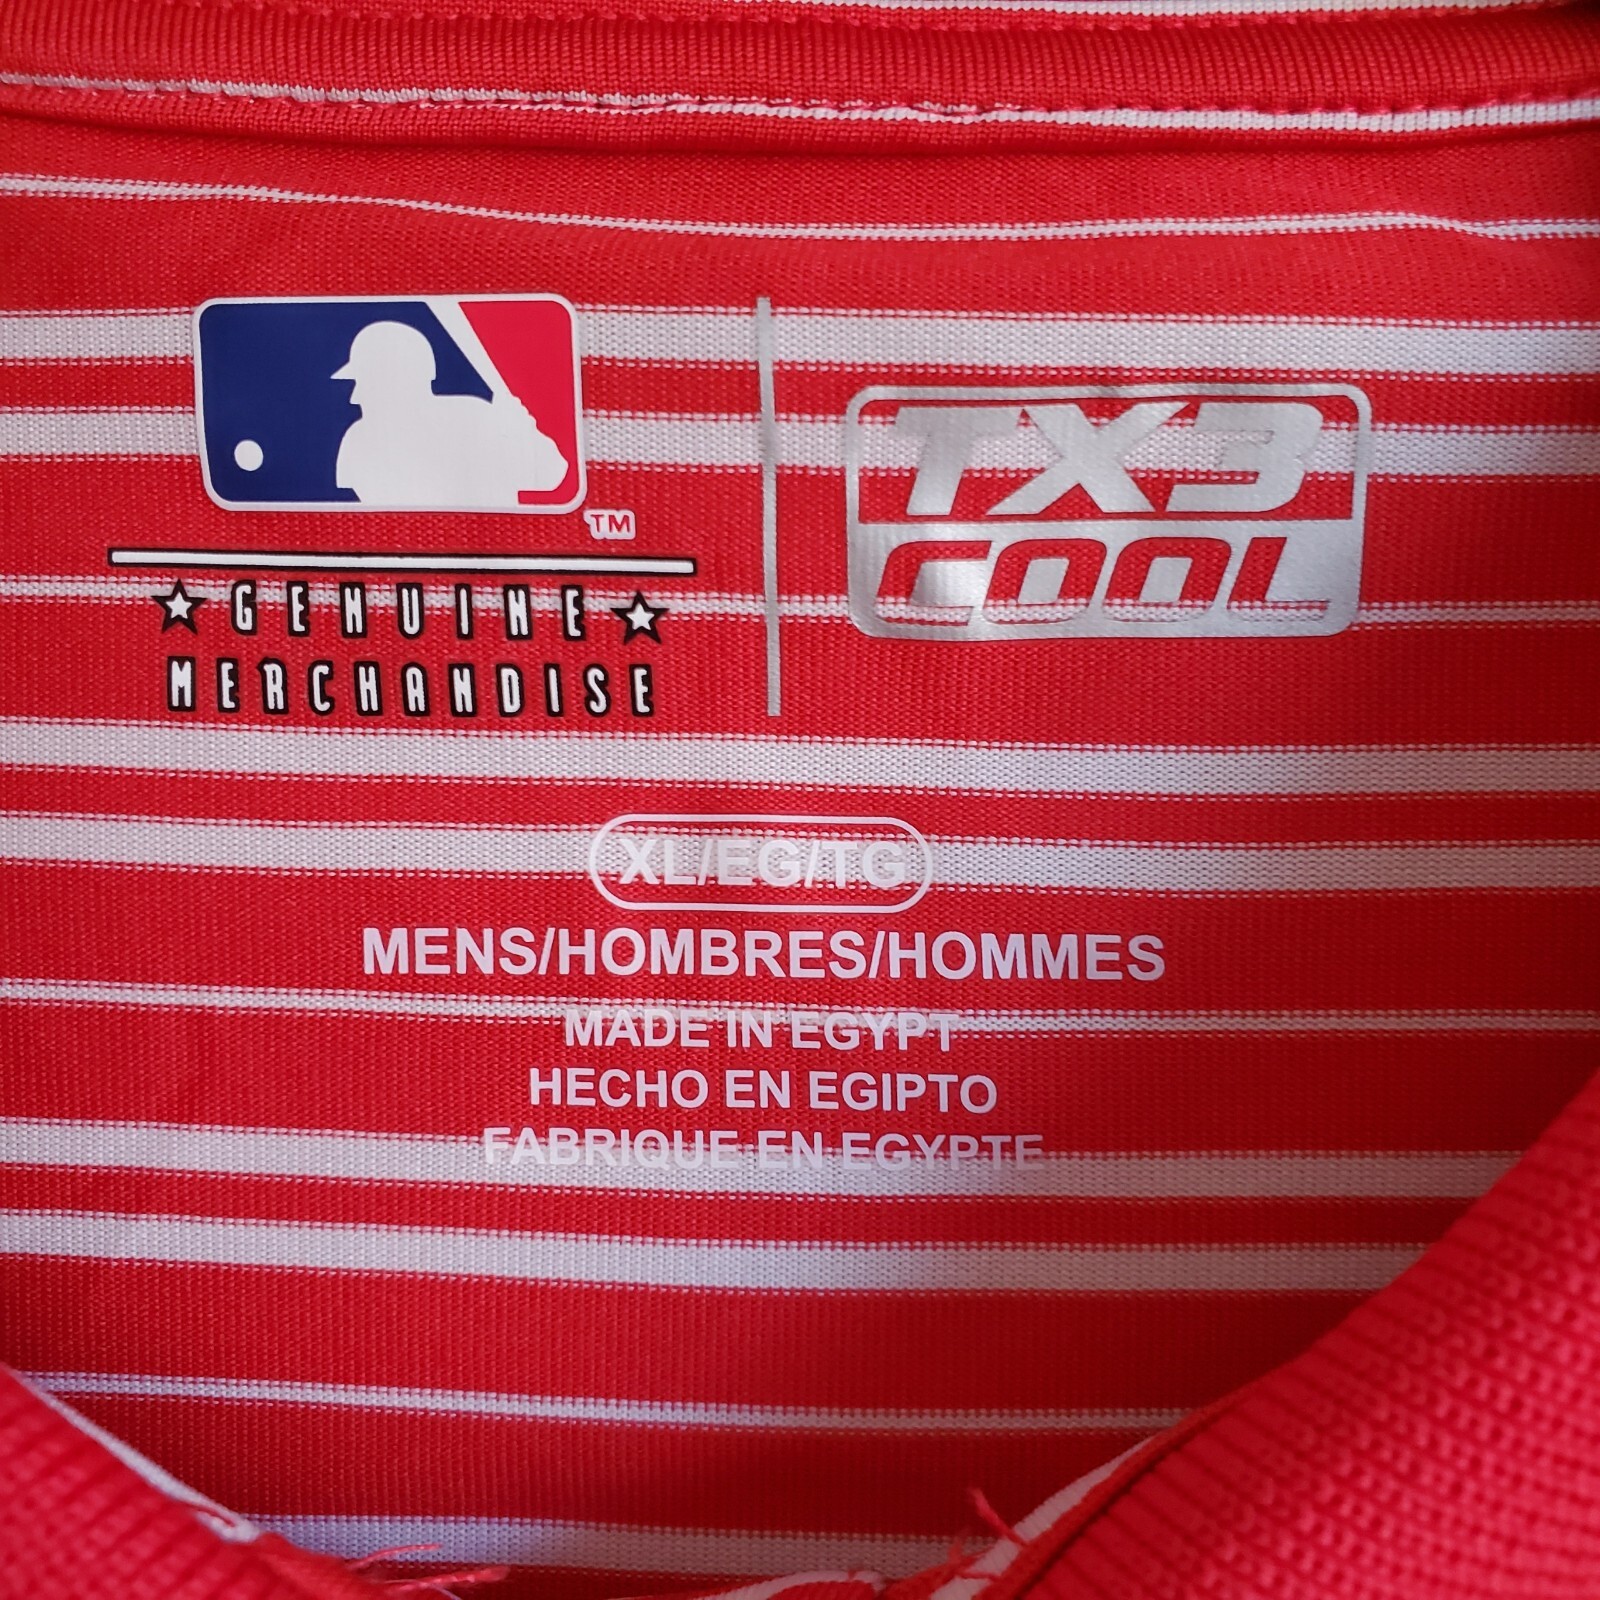 TM
GENUINE
MERCHANDISE
TX3
COOL
XL/EG/TG
MENS/HOMBRES/HOMMES
MADE IN EGYPT
HECHO EN EGIPTO
FABRIQUE EN EGYPTE